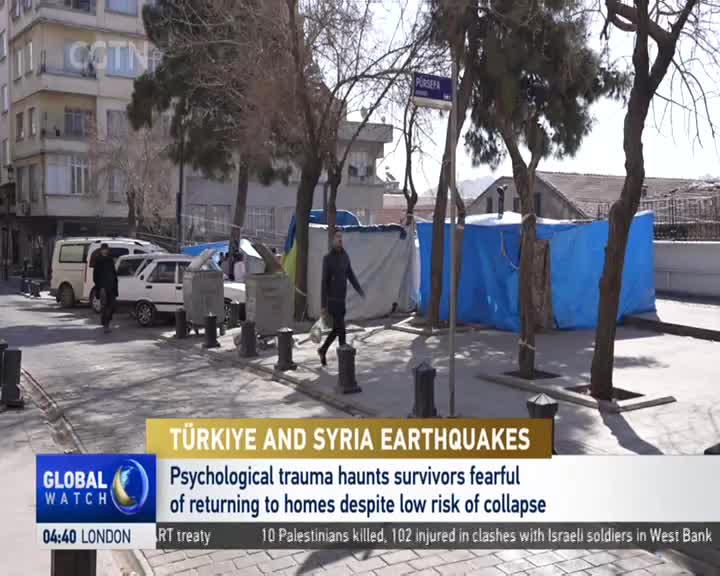 CGTN
PÜRSEFA
TÜRKIYE AND SYRIA EARTHQUAKES
Psychological trauma haunts survivors fearful
of returning to homes despite low risk of collapse
GLOBAL
WATCH
04:40 LONDON
ART treaty
10 Palestinians killed, 102 injured in clashes with Israeli soldiers in West Bank